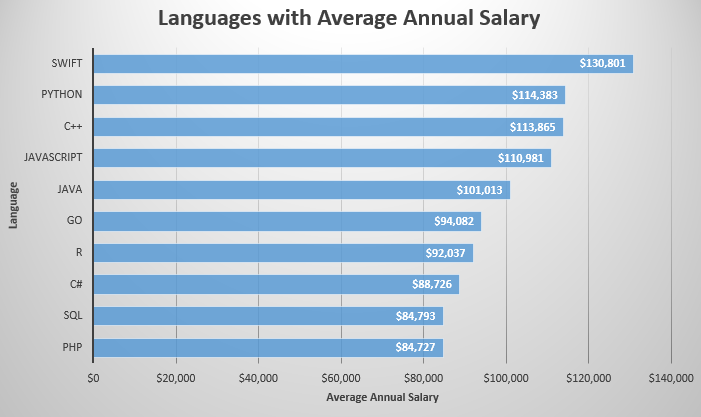 Languages with Average Annual Salary
Language
SWIFT $130,801
PYTHON $114,383
C++ $113,865
JAVASCRIPT $110,981
JAVA $101,013
GO $94,082
R $92,037
C# $88,726
SQL $84,793
PHP $84,727
$0 $20,000 $40,000 $60,000 $80,000 $100,000 $120,000 $140,000
Average Annual Salary